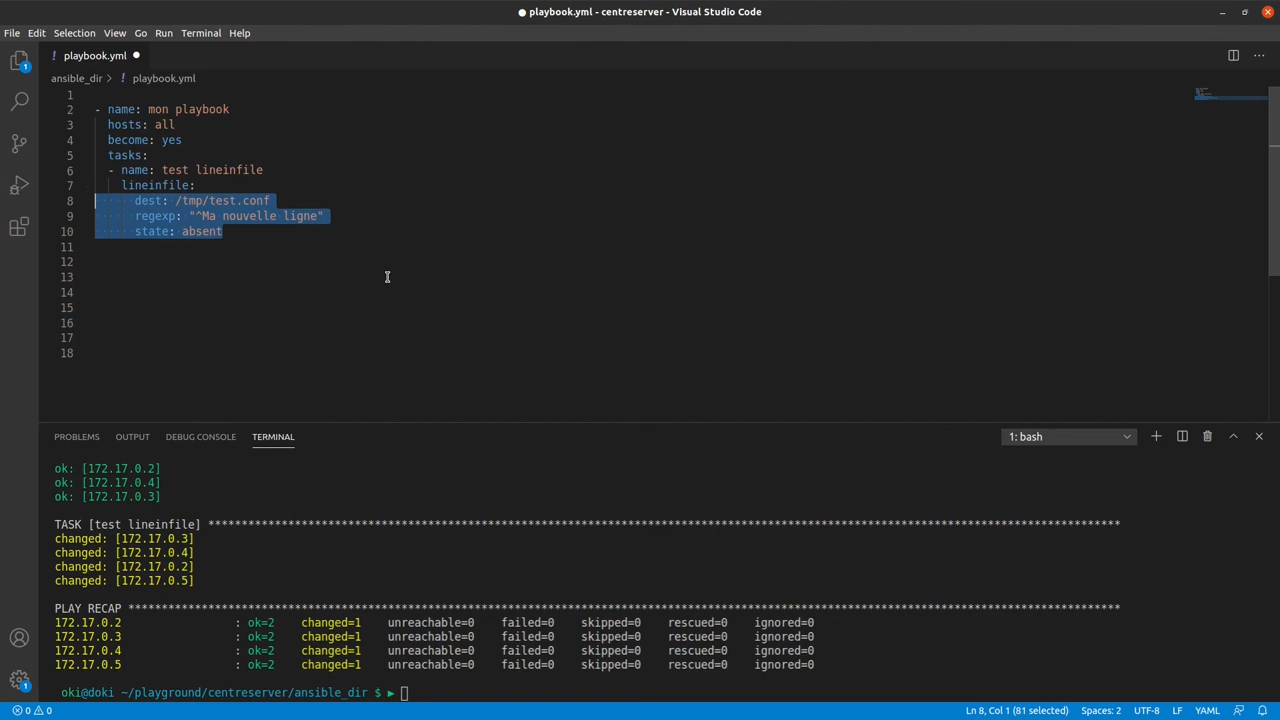 ● playbook.yml - centreserver - Visual Studio Code
File Edit Selection View Go Run Terminal Help
! playbook.yml ●
ansible_dir > ! playbook.yml
1
2 - name: mon playbook
3 hosts: all
4 become: yes
5 tasks:
6 - name: test lineinfile
7 lineinfile:
8 dest: /tmp/test.conf
9 regexp: "^Ma nouvelle ligne"
10 state: absent
11
12
13
14
15
16
17
18
PROBLEMS OUTPUT DEBUG CONSOLE TERMINAL 1: bash
ok: [172.17.0.2]
ok: [172.17.0.4]
ok: [172.17.0.3]
TASK [test lineinfile] ****************************************************************************************************************************************
changed: [172.17.0.3]
changed: [172.17.0.4]
changed: [172.17.0.2]
changed: [172.17.0.5]
PLAY RECAP ****************************************************************************************************************************************************
172.17.0.2 : ok=2 changed=1 unreachable=0 failed=0 skipped=0 rescued=0 ignored=0
172.17.0.3 : ok=2 changed=1 unreachable=0 failed=0 skipped=0 rescued=0 ignored=0
172.17.0.4 : ok=2 changed=1 unreachable=0 failed=0 skipped=0 rescued=0 ignored=0
172.17.0.5 : ok=2 changed=1 unreachable=0 failed=0 skipped=0 rescued=0 ignored=0
oki@doki ~/playground/centreserver/ansible_dir $ ►
0 0 Ln 8, Col 1 (81 selected) Spaces: 2 UTF-8 LF YAML
1
1